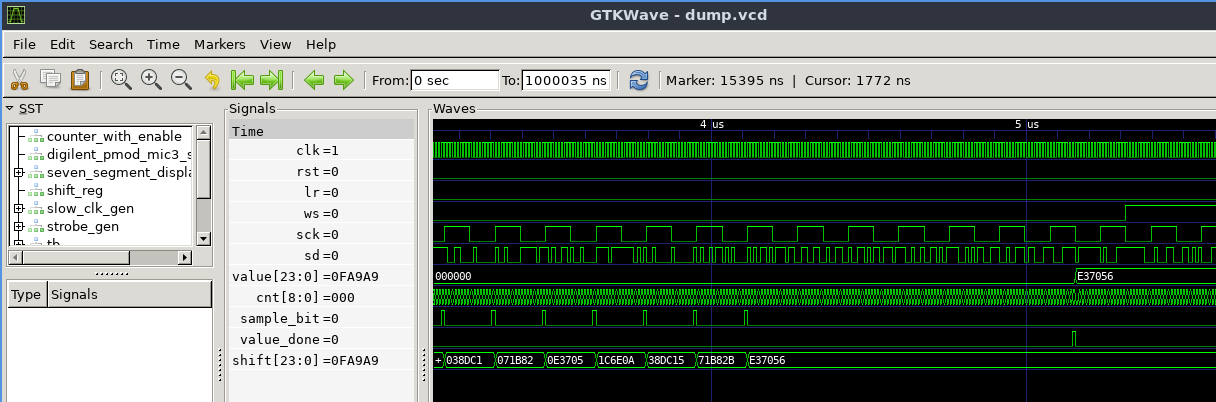 GTKWave - dump.vcd
File Edit Search Time Markers View Help
From: 0 sec To: 1000035 ns Marker: 15395 ns | Cursor: 1772 ns
SST
counter_with_enable
digilent_pmod_mic3_s
seven_segment_displa
shift_reg
slow_clk_gen
strobe_gen
tb
Type Signals
Signals
Time
clk =1
rst =0
lr =0
ws =0
sck =0
sd =0
value[23:0] =0FA9A9
cnt[8:0] =000
sample_bit =0
value_done =0
shift[23:0] =0FA9A9
Waves
4 us 5 us
000000 E37056
+ 038DC1 071B82 0E3705 1C6E0A 38DC15 71B82B E37056